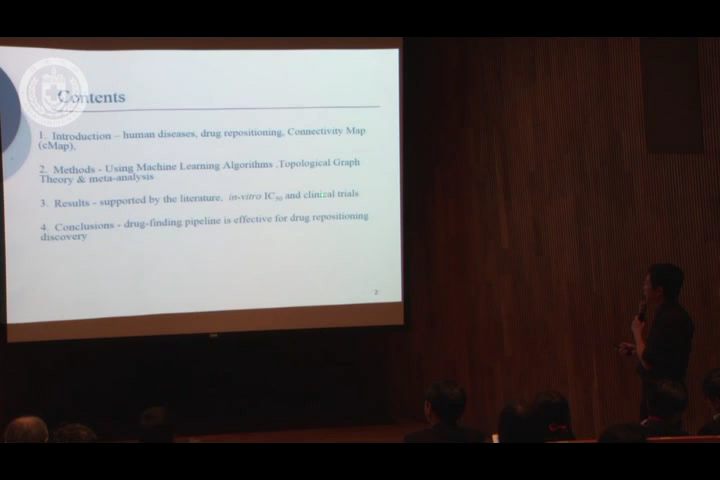 Contents
1. Introduction – human diseases, drug repositioning, Connectivity Map
(cMap),
2. Methods - Using Machine Learning Algorithms , Topological Graph
Theory & meta-analysis
3. Results - supported by the literature, in-vitro IC50 and clinical trials
4. Conclusions - drug-finding pipeline is effective for drug repositioning
discovery
2